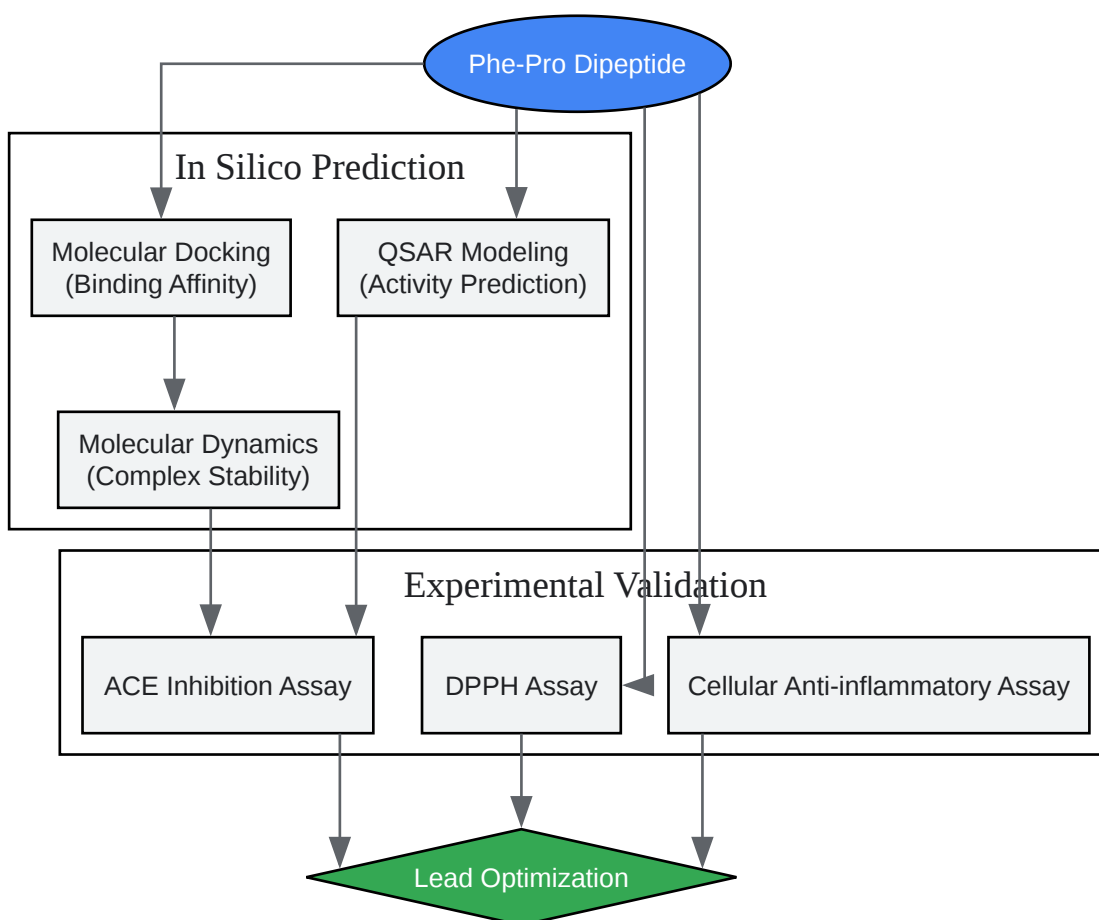 Phe-Pro Dipeptide
In Silico Prediction
Molecular Docking
(Binding Affinity)
QSAR Modeling
(Activity Prediction)
Molecular Dynamics
(Complex Stability)
Experimental Validation
ACE Inhibition Assay
DPPH Assay
Cellular Anti-inflammatory Assay
Lead Optimization